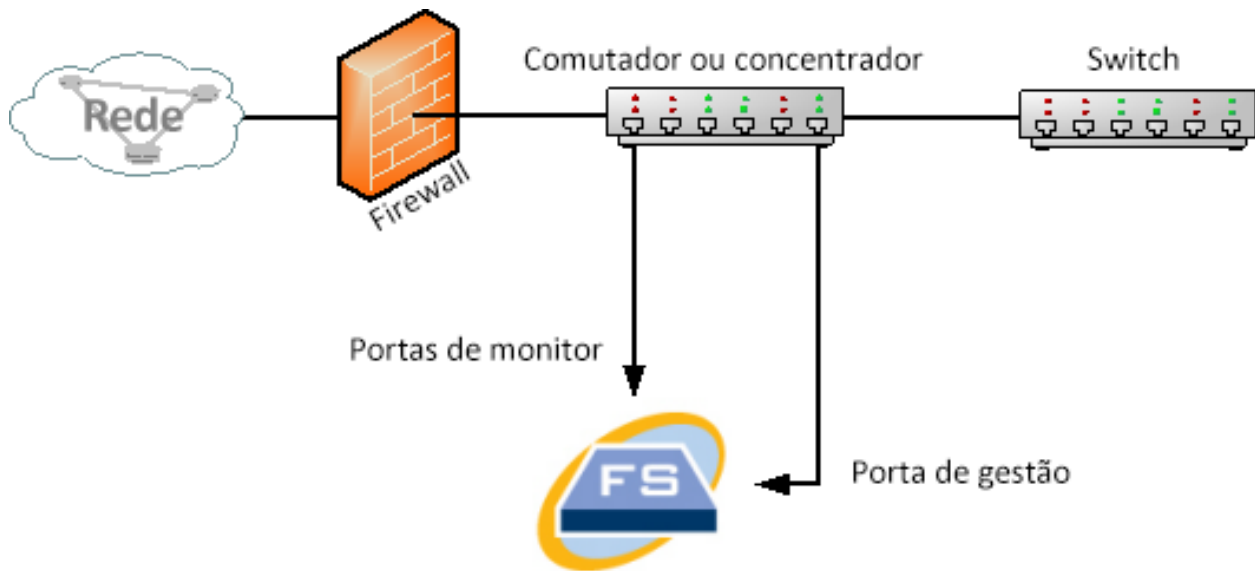 Rede
Firewall
Comutador ou concentrador
Switch
Portas de monitor
FS
Porta de gestão